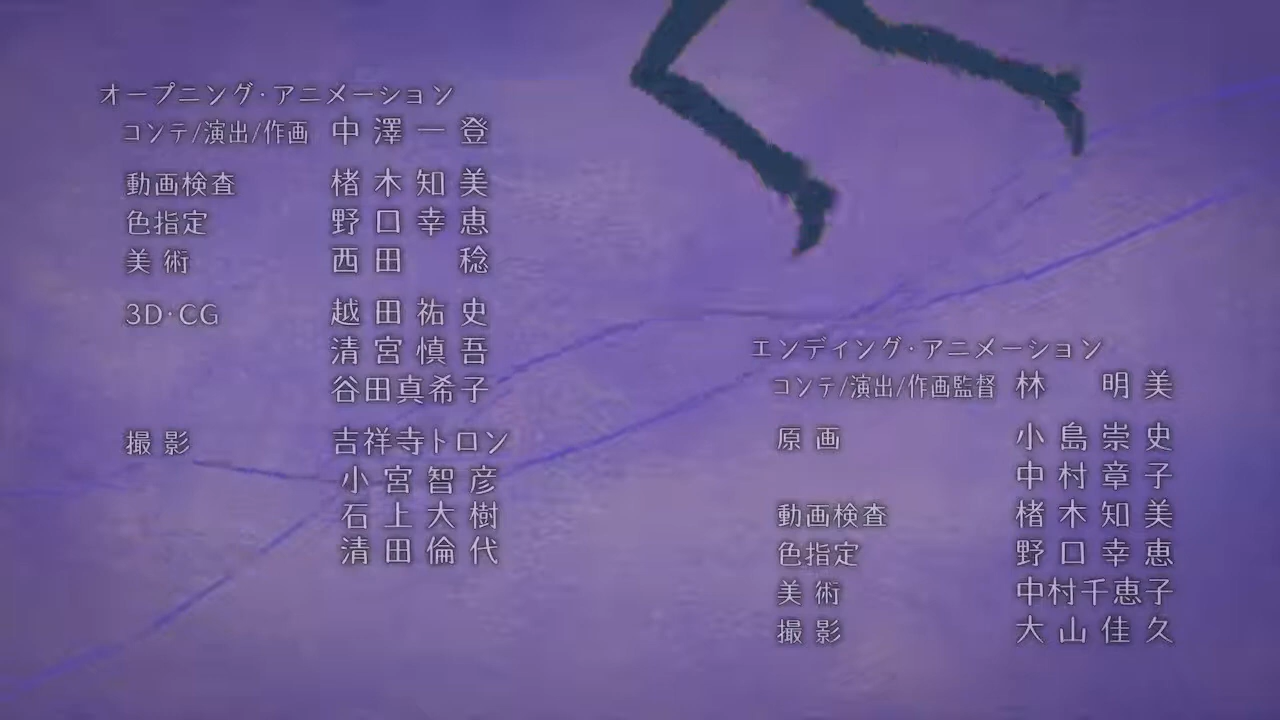 オープニング・アニメーション
コンテ/演出/作画 中澤一登
動画検査 楮木知美
色指定 野口幸恵
美術 西田 稔
3D・CG 越田祐史
清宮慎吾
谷田真希子
撮影 吉祥寺トロン
小宮智彦
石上大樹
清田倫代
エンディング・アニメーション
コンテ/演出/作画監督 林 明美
原画 小島崇史
中村章子
動画検査 楮木知美
色指定 野口幸恵
美術 中村千恵子
撮影 大山佳久